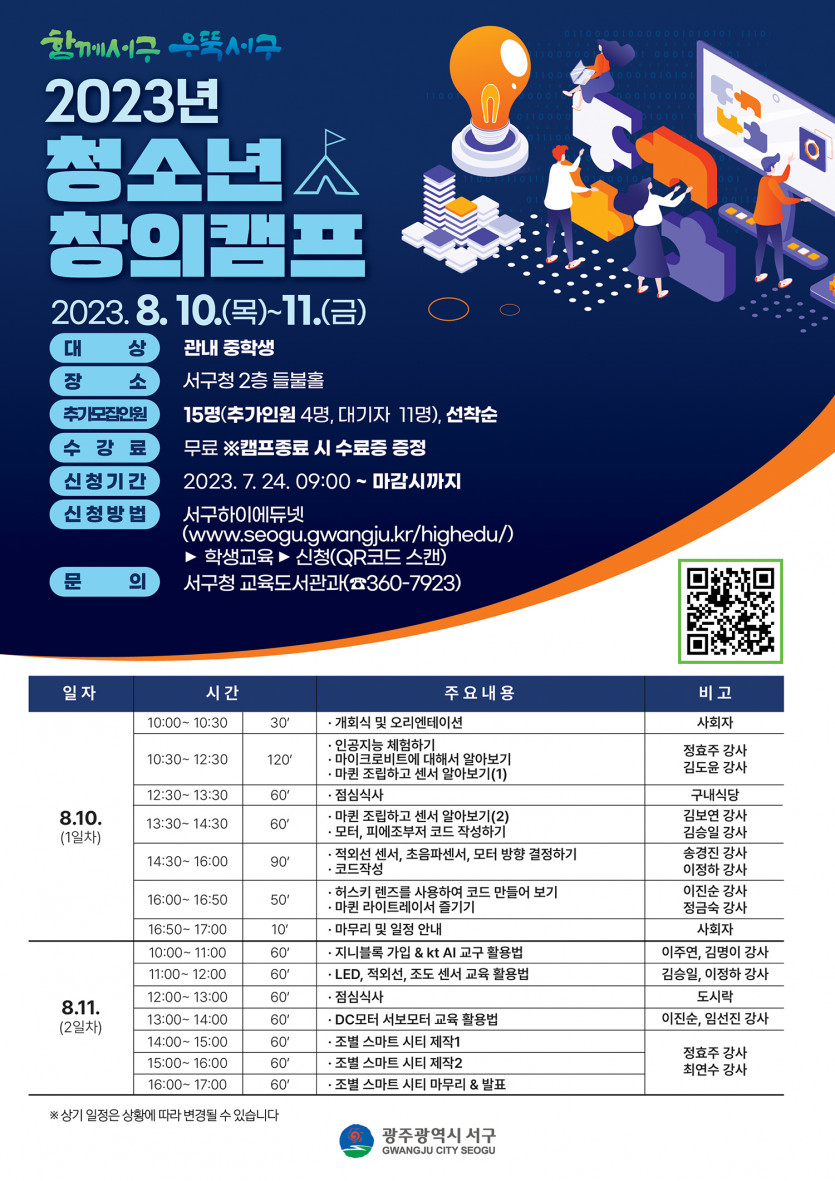 함께서구 우뚝서구
2023년
청소년
창의캠프
2023. 8. 10.(목)~11.(금)
대 상 관내 중학생
장 소 서구청 2층 들불홀
추가모집인원 15명(추가인원 4명, 대기자 11명), 선착순
수 강 료 무료 ※캠프종료 시 수료증 증정
신청기간 2023. 7. 24. 09:00 ~ 마감시까지
신청방법 서구하이에듀넷
(www.seogu.gwangju.kr/highedu/)
▶ 학생교육 ▶ 신청(QR코드 스캔)
문 의 서구청 교육도서관과(☎360-7923)
일 자 시 간 주 요 내 용 비 고
8.10.
(1일차)
10:00~ 10:30 30′ · 개회식 및 오리엔테이션 사회자
10:30~ 12:30 120′ · 인공지능 체험하기
· 마이크로비트에 대해서 알아보기
· 마퀸 조립하고 센서 알아보기(1)
정효주 강사
김도윤 강사
12:30~ 13:30 60′ · 점심식사 구내식당
13:30~ 14:30 60′ · 마퀸 조립하고 센서 알아보기(2)
· 모터, 피에조부저 코드 작성하기
김보연 강사
김승일 강사
14:30~ 16:00 90′ · 적외선 센서, 초음파센서, 모터 방향 결정하기
· 코드작성
송경진 강사
이정하 강사
16:00~ 16:50 50′ · 허스키 렌즈를 사용하여 코드 만들어 보기
· 마퀸 라이트레이서 즐기기
이진순 강사
정금숙 강사
16:50~ 17:00 10′ · 마무리 및 일정 안내 사회자
8.11.
(2일차)
10:00~ 11:00 60′ · 지니블록 가입 & kt AI 교구 활용법 이주연, 김명이 강사
11:00~ 12:00 60′ · LED, 적외선, 조도 센서 교육 활용법 김승일, 이정하 강사
12:00~ 13:00 60′ · 점심식사 도시락
13:00~ 14:00 60′ · DC모터 서보모터 교육 활용법 이진순, 임선진 강사
14:00~ 15:00 60′ · 조별 스마트 시티 제작1
15:00~ 16:00 60′ · 조별 스마트 시티 제작2
16:00~ 17:00 60′ · 조별 스마트 시티 마무리 & 발표
정효주 강사
최연수 강사
※ 상기 일정은 상황에 따라 변경될 수 있습니다
광주광역시 서구
GWANGJU CITY SEOGU